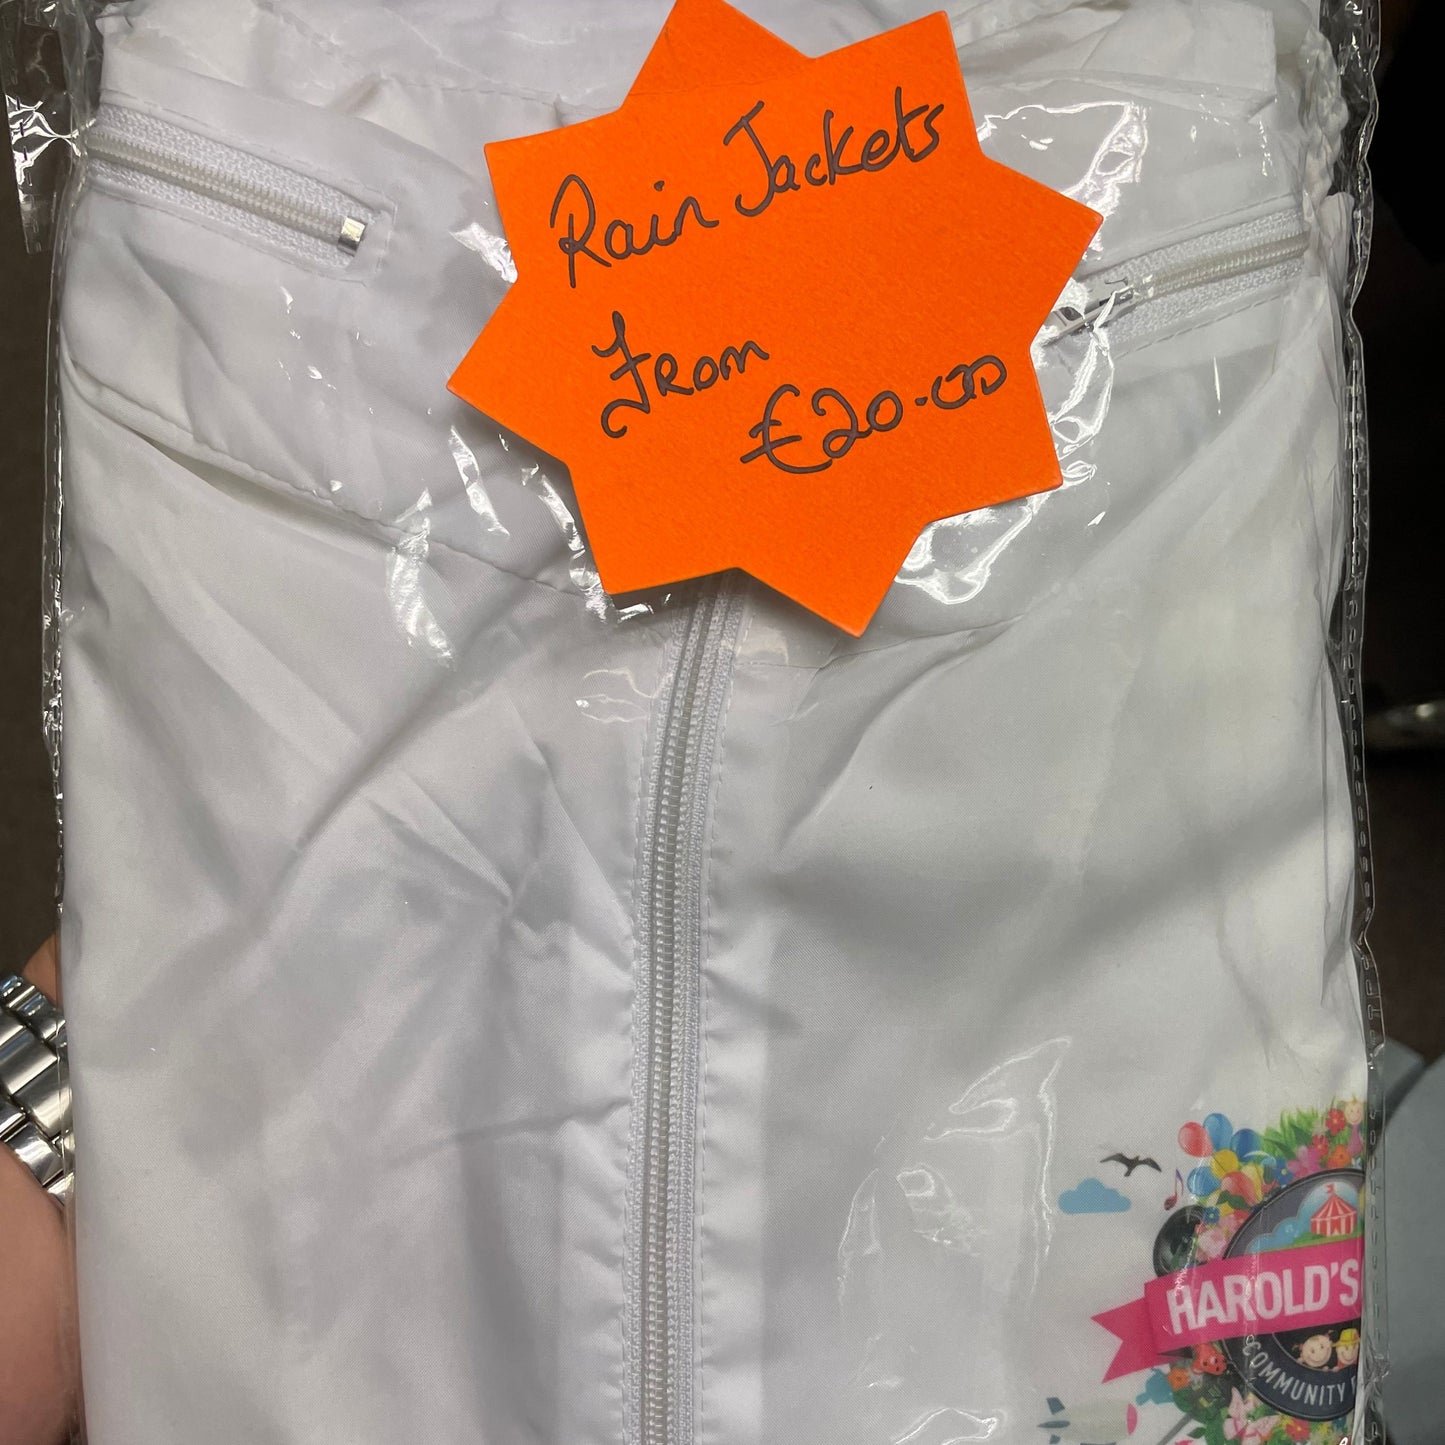 Rain Jackets
From
€20.00
HAROLD'S
COMMUNITY